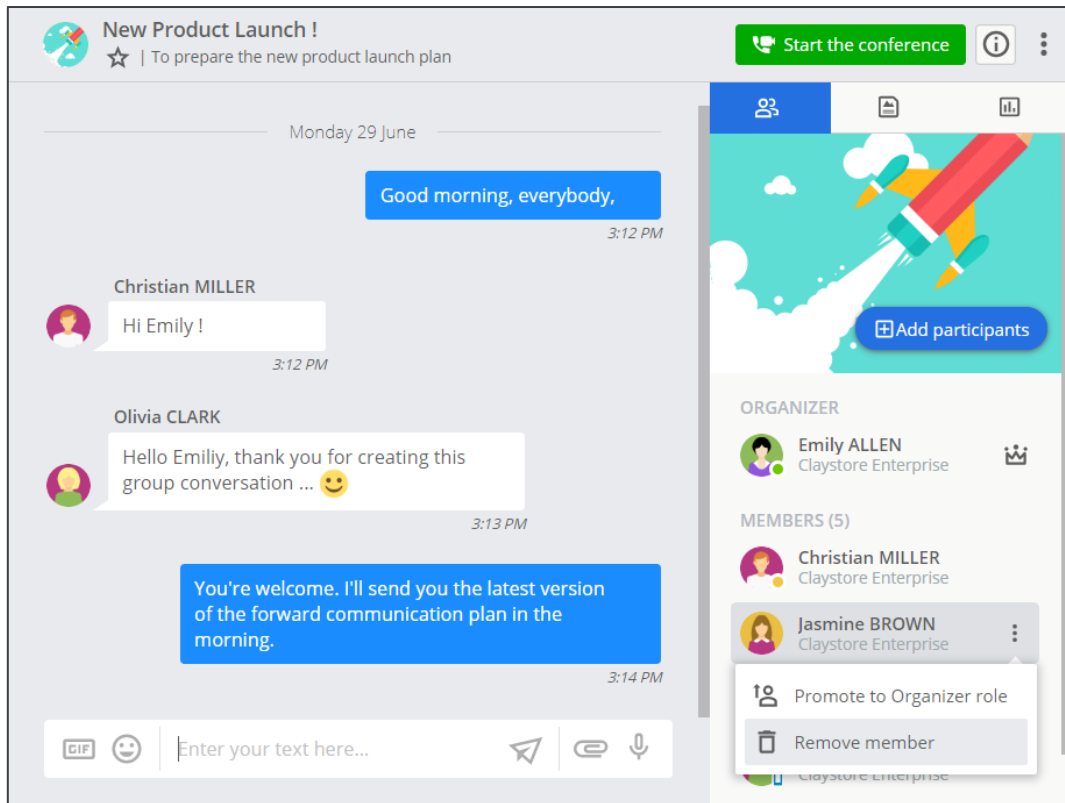 New Product Launch !
| To prepare the new product launch plan
Start the conference
Monday 29 June
Good morning, everybody,
3:12 PM
Christian MILLER
Hi Emily !
3:12 PM
Olivia CLARK
Hello Emiliy, thank you for creating this
group conversation ...
3:13 PM
You're welcome. I'll send you the latest version
of the forward communication plan in the
morning.
3:14 PM
GIF
Enter your text here...
Add participants
ORGANIZER
Emily ALLEN
Claystore Enterprise
MEMBERS (5)
Christian MILLER
Claystore Enterprise
Jasmine BROWN
Claystore Enterprise
Promote to Organizer role
Remove member
Claystore Enterprise